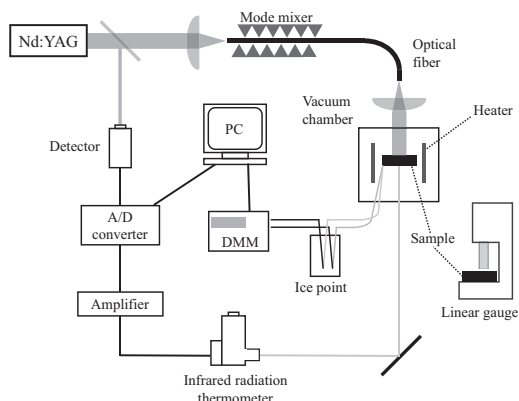 Nd:YAG
Mode mixer
Optical
fiber
Vacuum
chamber
Heater
PC
Detector
A/D
converter
DMM
Sample
Ice point
Linear gauge
Amplifier
Infrared radiation
thermometer